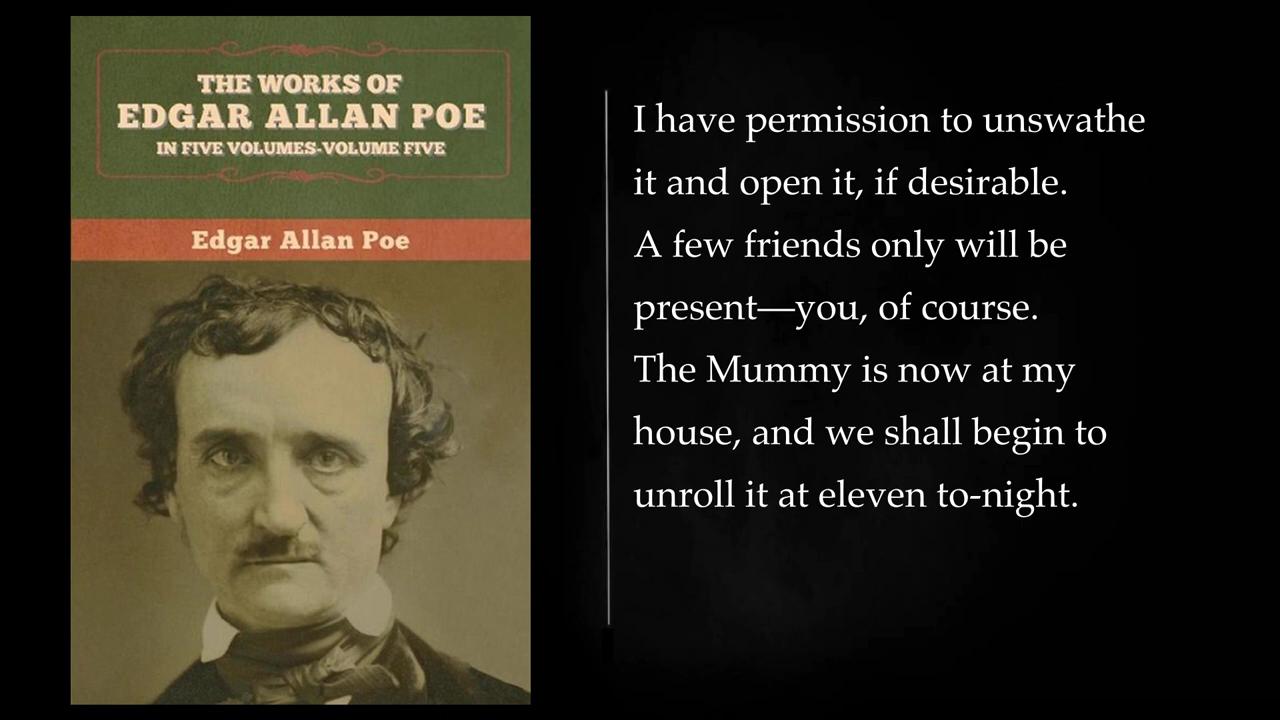 THE WORKS OF
EDGAR ALLAN POE
IN FIVE VOLUMES-VOLUME FIVE
Edgar Allan Poe
I have permission to unswathe
it and open it, if desirable.
A few friends only will be
present—you, of course.
The Mummy is now at my
house, and we shall begin to
unroll it at eleven to-night.